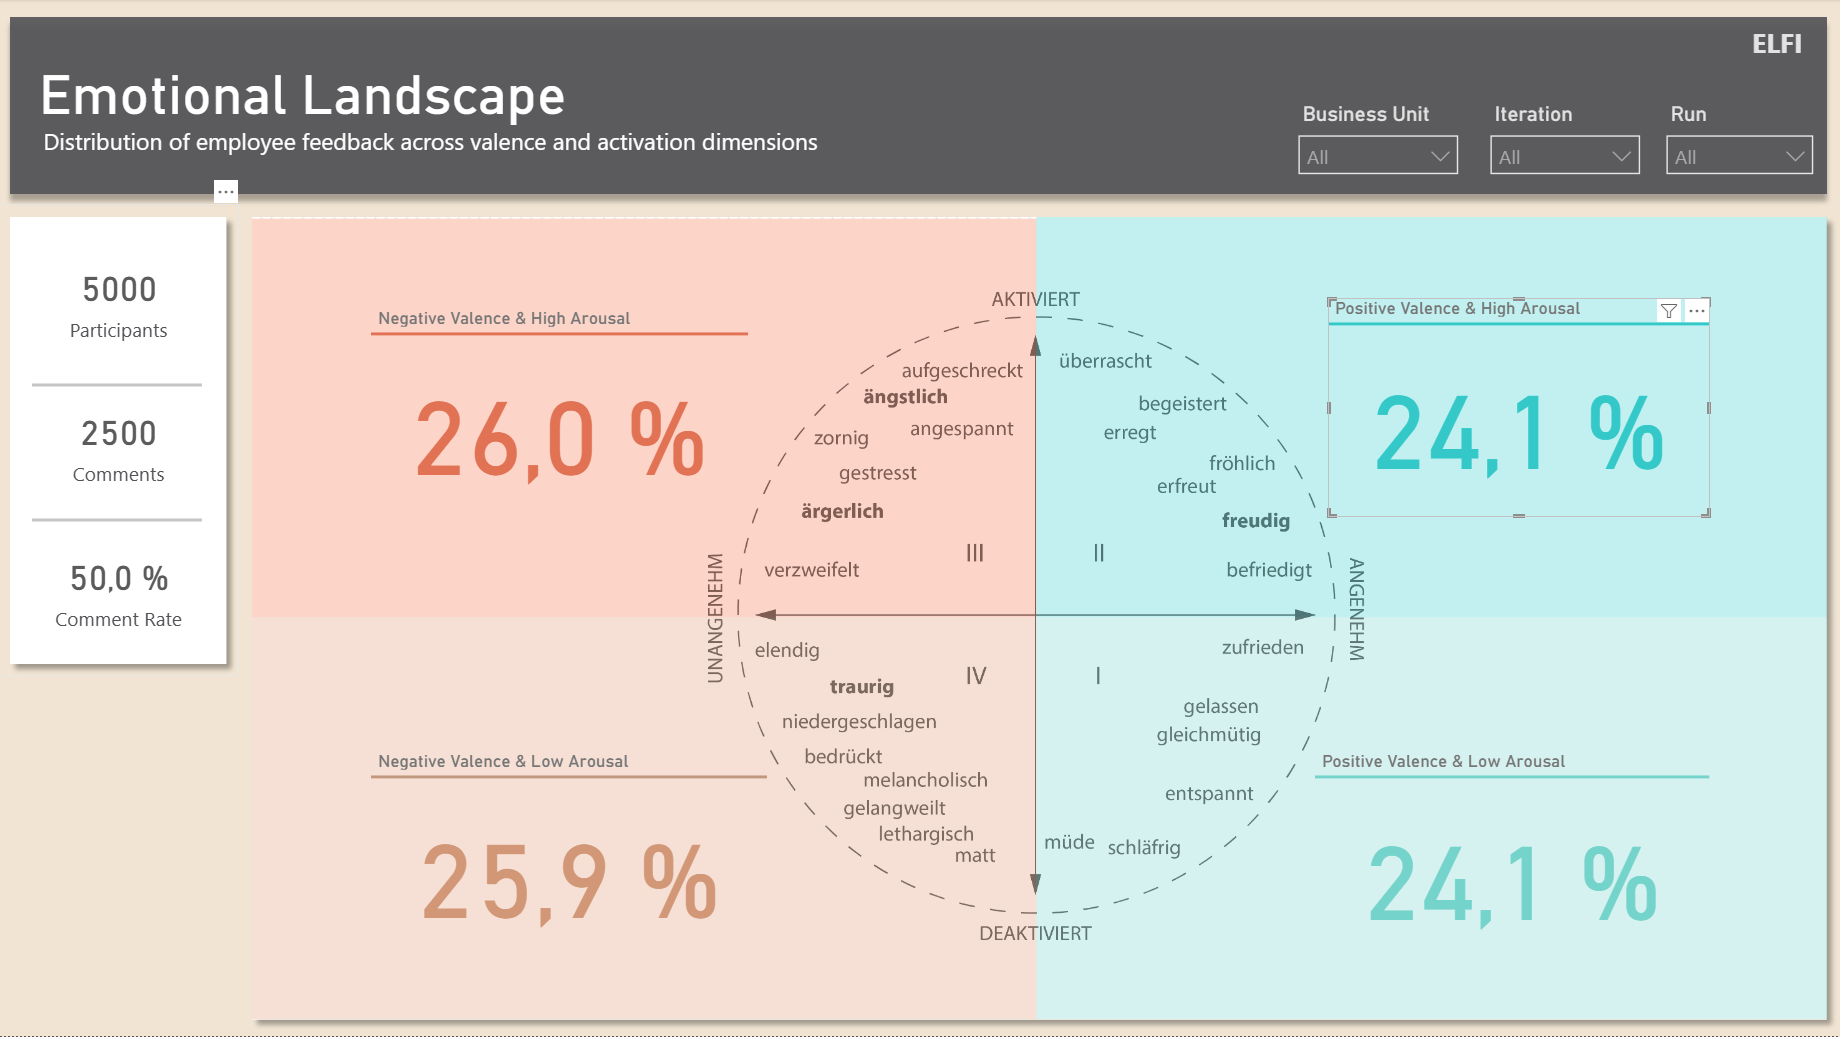 ELFI
Emotional Landscape
Distribution of employee feedback across valence and activation dimensions
Business Unit
All
Iteration
All
Run
All
5000
Participants
2500
Comments
50,0 %
Comment Rate
Negative Valence & High Arousal
26,0 %
Positive Valence & High Arousal
24,1 %
AKTIVIERT
aufgeschreckt
ängstlich
zornig
angespannt
gestresst
ärgerlich
verzweifelt
III
überrascht
begeistert
erregt
fröhlich
erfreut
freudig
befriedigt
II
UNANGENEHM
ANGENEHM
elendig
traurig
IV
niedergeschlagen
bedrückt
melancholisch
gelangweilt
lethargisch
matt
zufrieden
I
gelassen
gleichmütig
entspannt
müde
schläfrig
DEAKTIVIERT
Negative Valence & Low Arousal
25,9 %
Positive Valence & Low Arousal
24,1 %